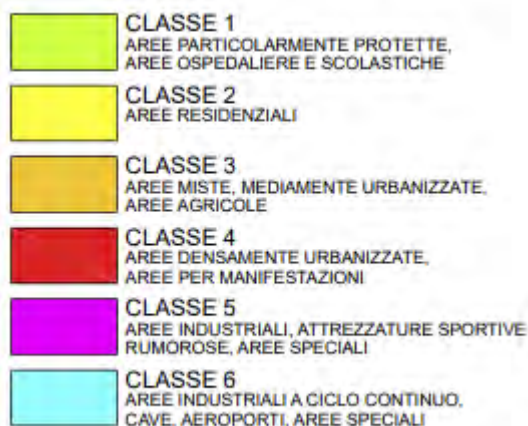 CLASSE 1
AREE PARTICOLARMENTE PROTETTE,
AREE OSPEDALIERE E SCOLASTICHE
CLASSE 2
AREE RESIDENZIALI
CLASSE 3
AREE MISTE, MEDIAMENTE URBANIZZATE,
AREE AGRICOLE
CLASSE 4
AREE DENSAMENTE URBANIZZATE,
AREE PER MANIFESTAZIONI
CLASSE 5
AREE INDUSTRIALI, ATTREZZATURE SPORTIVE
RUMOROSE, AREE SPECIALI
CLASSE 6
AREE INDUSTRIALI A CICLO CONTINUO,
CAVE, AEROPORTI, AREE SPECIALI